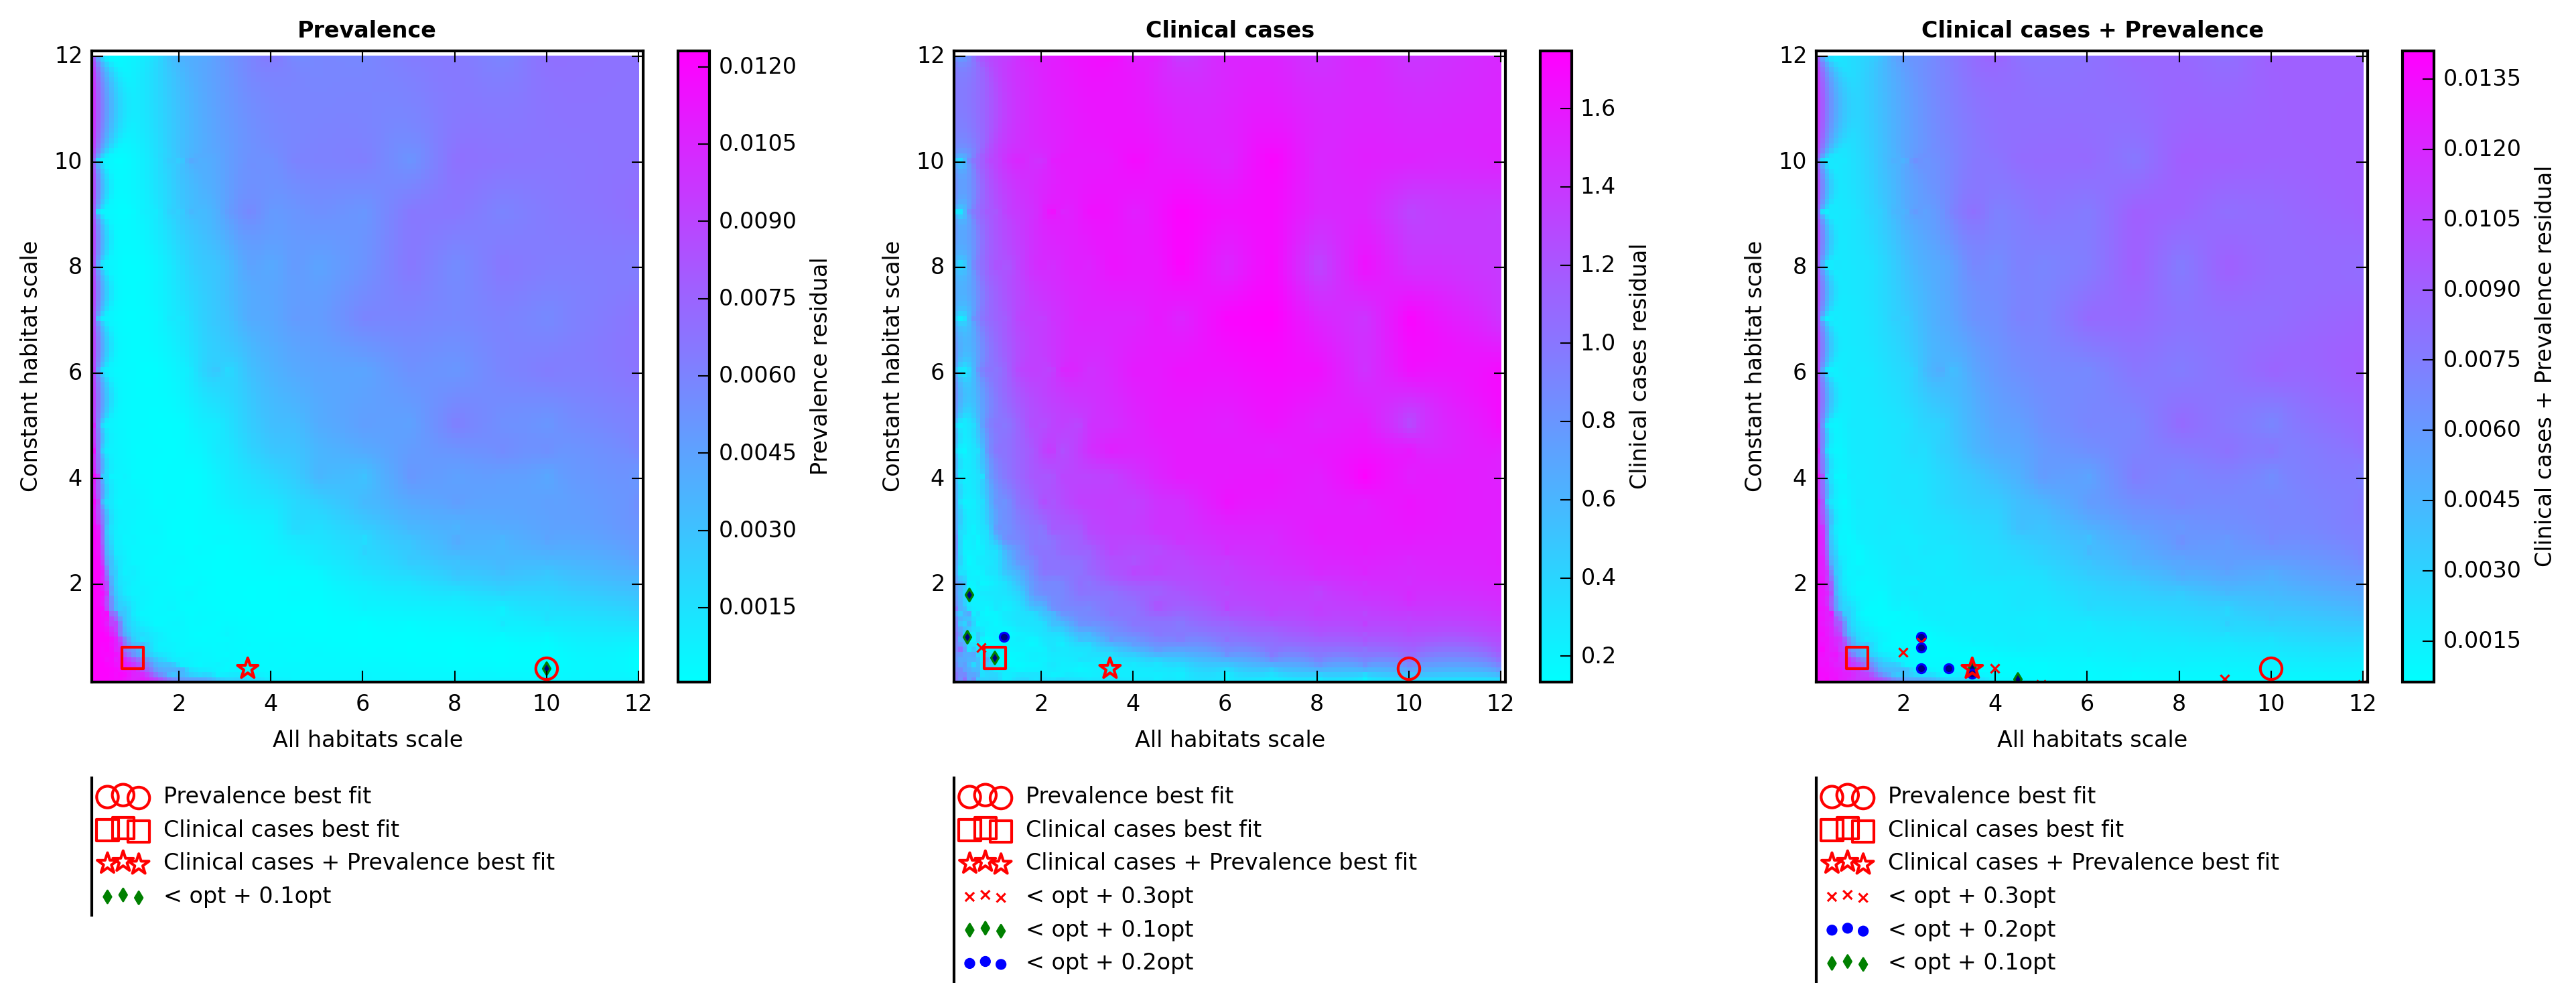 Prevalence
12
10
8
6
4
2
Constant habitat scale
2 4 6 8 10 12
All habitats scale
0.0120
0.0105
0.0090
0.0075
0.0060
0.0045
0.0030
0.0015
Prevalence residual
Prevalence best fit
Clinical cases best fit
Clinical cases + Prevalence best fit
< opt + 0.1opt
Clinical cases
12
10
8
6
4
2
Constant habitat scale
2 4 6 8 10 12
All habitats scale
1.6
1.4
1.2
1.0
0.8
0.6
0.4
0.2
Clinical cases residual
Prevalence best fit
Clinical cases best fit
Clinical cases + Prevalence best fit
< opt + 0.3opt
< opt + 0.1opt
< opt + 0.2opt
Clinical cases + Prevalence
12
10
8
6
4
2
Constant habitat scale
2 4 6 8 10 12
All habitats scale
0.0135
0.0120
0.0105
0.0090
0.0075
0.0060
0.0045
0.0030
0.0015
Clinical cases + Prevalence residual
Prevalence best fit
Clinical cases best fit
Clinical cases + Prevalence best fit
< opt + 0.3opt
< opt + 0.2opt
< opt + 0.1opt